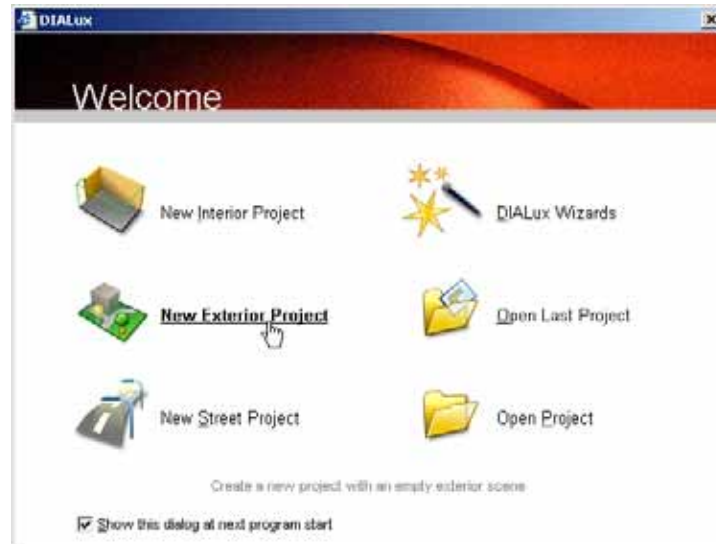 DIALux
Welcome
New Interior Project
DIALux Wizards
New Exterior Project
Open Last Project
New Street Project
Open Project
Create a new project with an empty exterior scene
Show this dialog at next program start